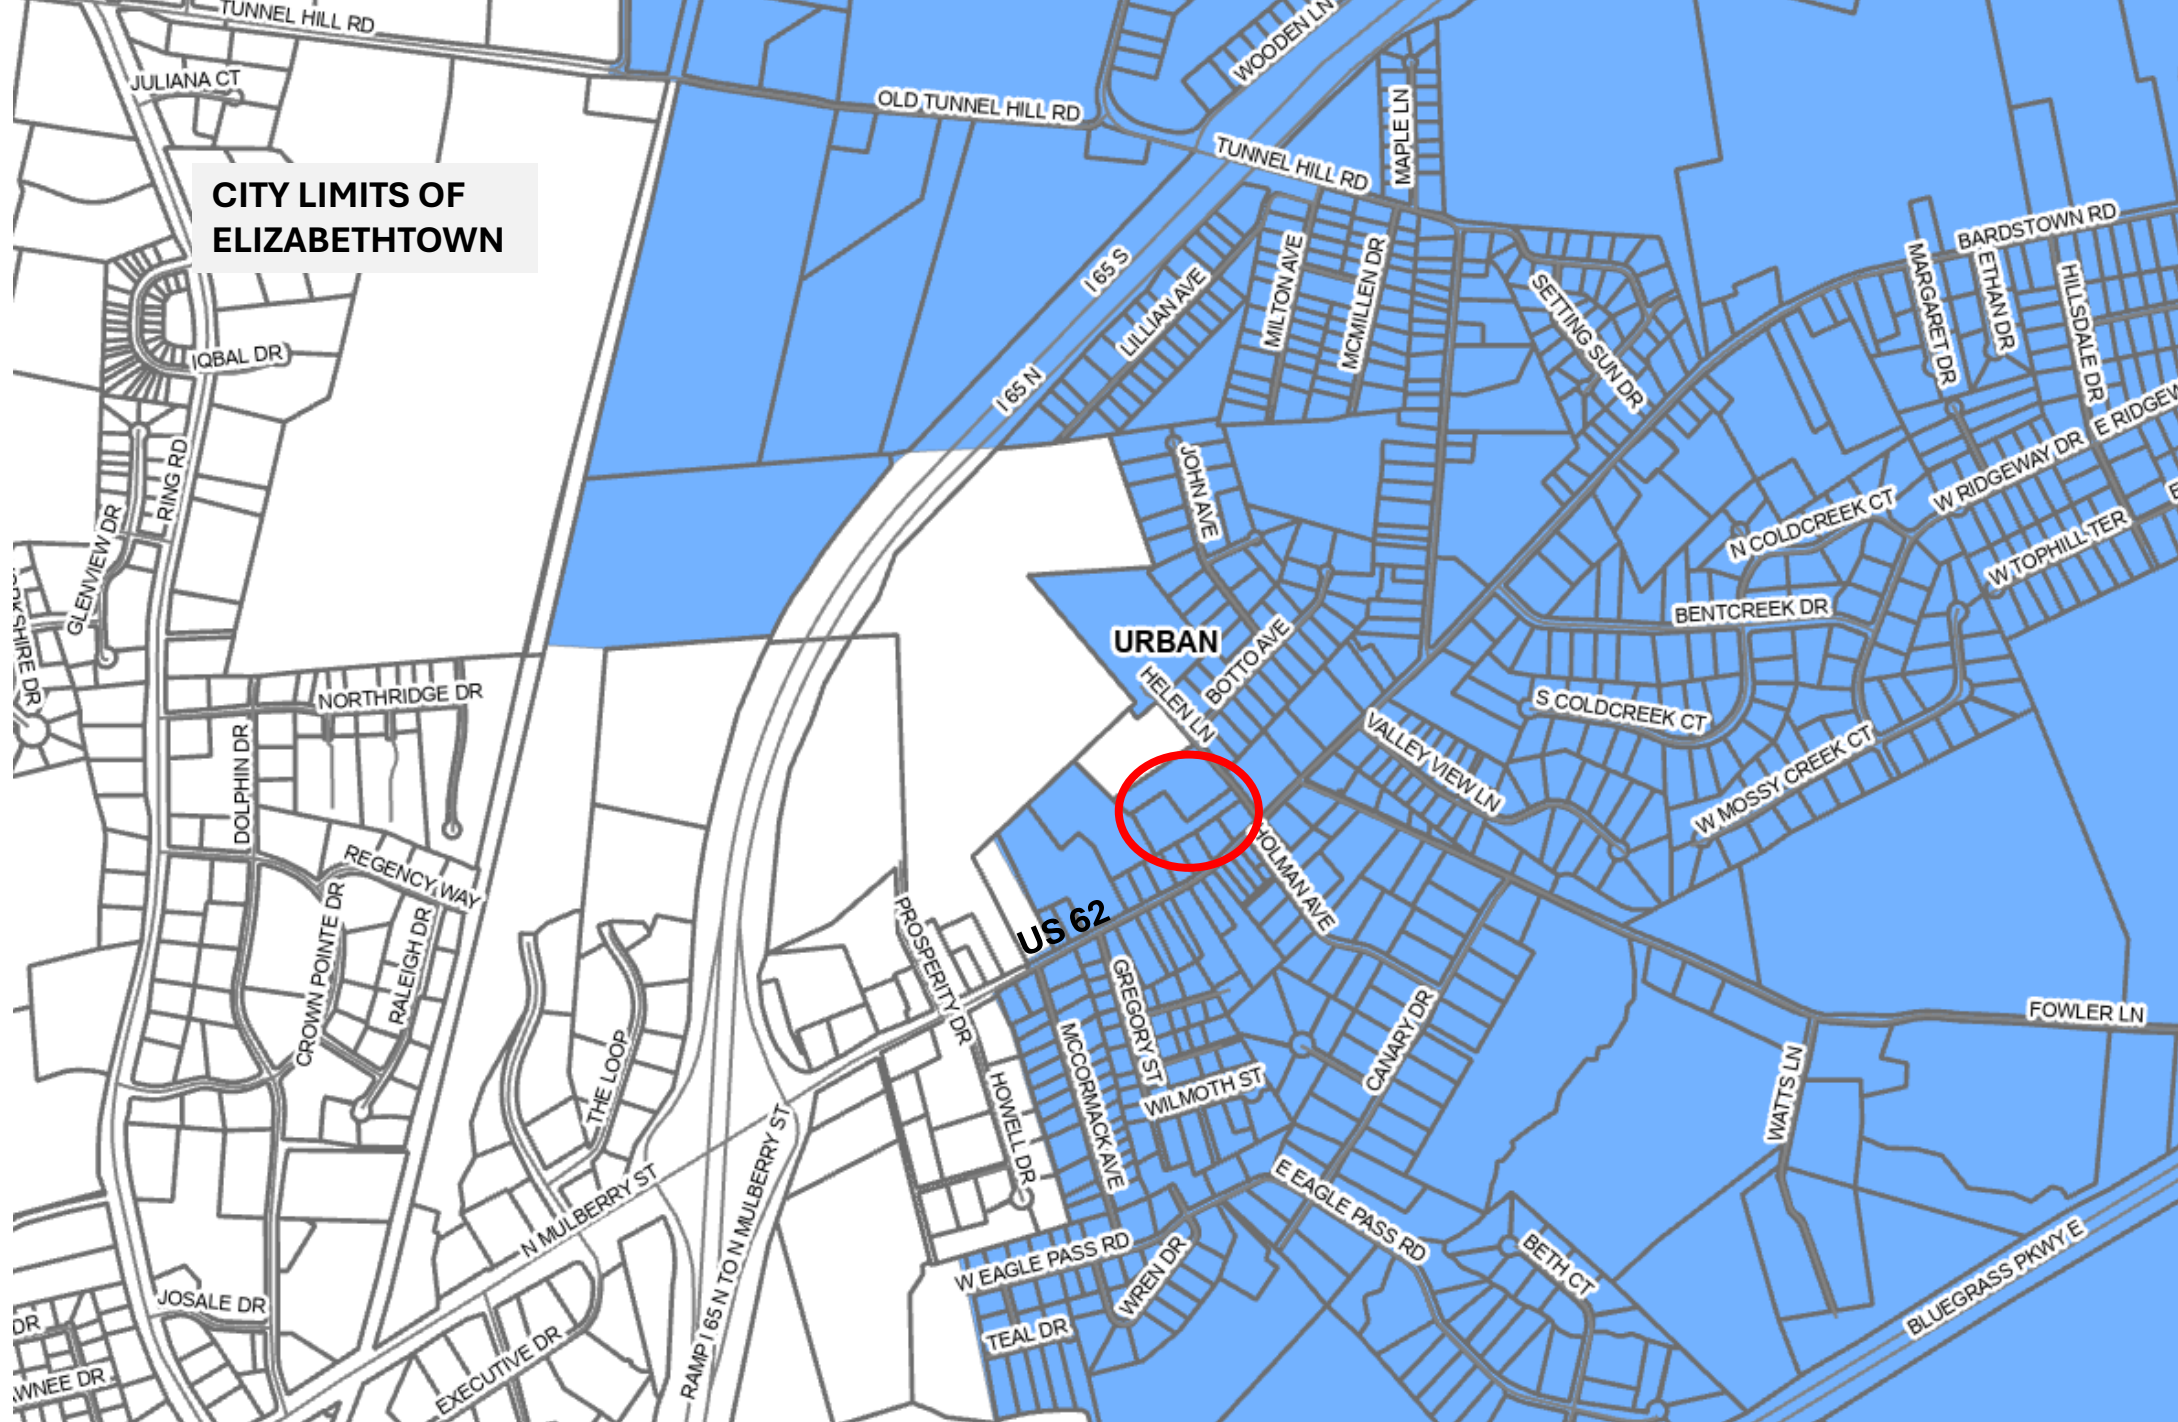 TUNNEL HILL RD
WOODEN LN
JULIANA CT
OLD TUNNEL HILL RD
MAPLE LN
TUNNEL HILL RD
CITY LIMITS OF
ELIZABETHTOWN
BARDSTOWN RD
I 65 S
LILLIAN AVE
MILTON AVE
MCMILLEN DR
SETTING SUN DR
MARGARET DR
ETHAN DR
HILLSDALE DR
IQBAL DR
I 65 N
E RIDGEW
RING RD
JOHN AVE
W RIDGEWAY DR
N COLDCREEK CT
GLENVIEW DR
W TOPHILL TER
E
ORKSHIRE DR
BENTCREEK DR
URBAN
BOTTO AVE
HELEN LN
NORTHRIDGE DR
S COLDCREEK CT
DOLPHIN DR
VALLEY VIEW LN
W MOSSY CREEK CT
REGENCY WAY
HOLMAN AVE
CROWN POINTE DR
RALEIGH DR
PROSPERITY DR
US 62
GREGORY ST
CANARY DR
FOWLER LN
THE LOOP
MCCORMACK AVE
WILMOTH ST
WATTS LN
HOWELL DR
N MULBERRY ST
RAMP I 65 N TO N MULBERRY ST
E EAGLE PASS RD
W EAGLE PASS RD
WREN DR
BETH CT
BLUEGRASS PKWY E
JOSALE DR
DR
TEAL DR
EXECUTIVE DR
AWNEE DR